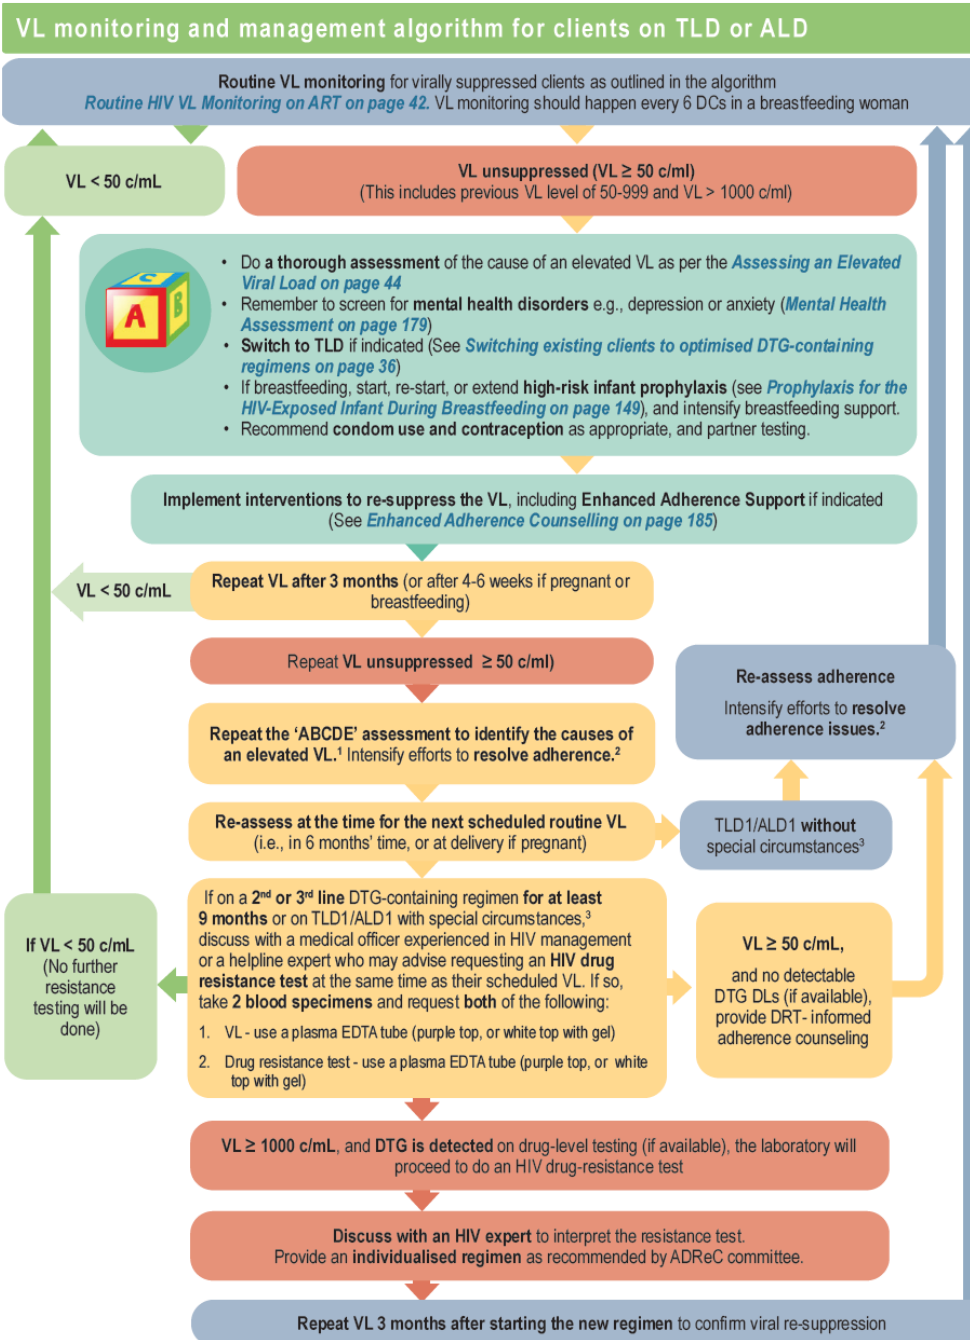 VL monitoring and management algorithm for clients on TLD or ALD
Routine VL monitoring for virally suppressed clients as outlined in the algorithm
Routine HIV VL Monitoring on ART on page 42. VL monitoring should happen every 6 DCs in a breastfeeding woman
VL < 50 c/mL
VL unsuppressed (VL ≥ 50 c/ml)
(This includes previous VL level of 50-999 and VL > 1000 c/ml)
C
A
B
• Do a thorough assessment of the cause of an elevated VL as per the Assessing an Elevated
Viral Load on page 44
• Remember to screen for mental health disorders e.g., depression or anxiety (Mental Health
Assessment on page 179)
• Switch to TLD if indicated (See Switching existing clients to optimised DTG-containing
regimens on page 36)
• If breastfeeding, start, re-start, or extend high-risk infant prophylaxis (see Prophylaxis for the
HIV-Exposed Infant During Breastfeeding on page 149), and intensify breastfeeding support.
• Recommend condom use and contraception as appropriate, and partner testing.
Implement interventions to re-suppress the VL, including Enhanced Adherence Support if indicated
(See Enhanced Adherence Counselling on page 185)
VL < 50 c/mL
Repeat VL after 3 months (or after 4-6 weeks if pregnant or
breastfeeding)
Repeat VL unsuppressed ≥ 50 c/ml)
Repeat the ‘ABCDE’ assessment to identify the causes of
an elevated VL.¹ Intensify efforts to resolve adherence.²
Re-assess adherence
Intensify efforts to resolve
adherence issues.²
Re-assess at the time for the next scheduled routine VL
(i.e., in 6 months’ time, or at delivery if pregnant)
TLD1/ALD1 without
special circumstances³
If on a 2nd or 3rd line DTG-containing regimen for at least
9 months or on TLD1/ALD1 with special circumstances,³
discuss with a medical officer experienced in HIV management
or a helpline expert who may advise requesting an HIV drug
resistance test at the same time as their scheduled VL. If so,
take 2 blood specimens and request both of the following:
1. VL - use a plasma EDTA tube (purple top, or white top with gel)
2. Drug resistance test - use a plasma EDTA tube (purple top, or white
top with gel)
If VL < 50 c/mL
(No further
resistance
testing will be
done)
VL ≥ 50 c/mL,
and no detectable
DTG DLs (if available),
provide DRT- informed
adherence counseling
VL ≥ 1000 c/mL, and DTG is detected on drug-level testing (if available), the laboratory will
proceed to do an HIV drug-resistance test
Discuss with an HIV expert to interpret the resistance test.
Provide an individualised regimen as recommended by ADReC committee.
Repeat VL 3 months after starting the new regimen to confirm viral re-suppression